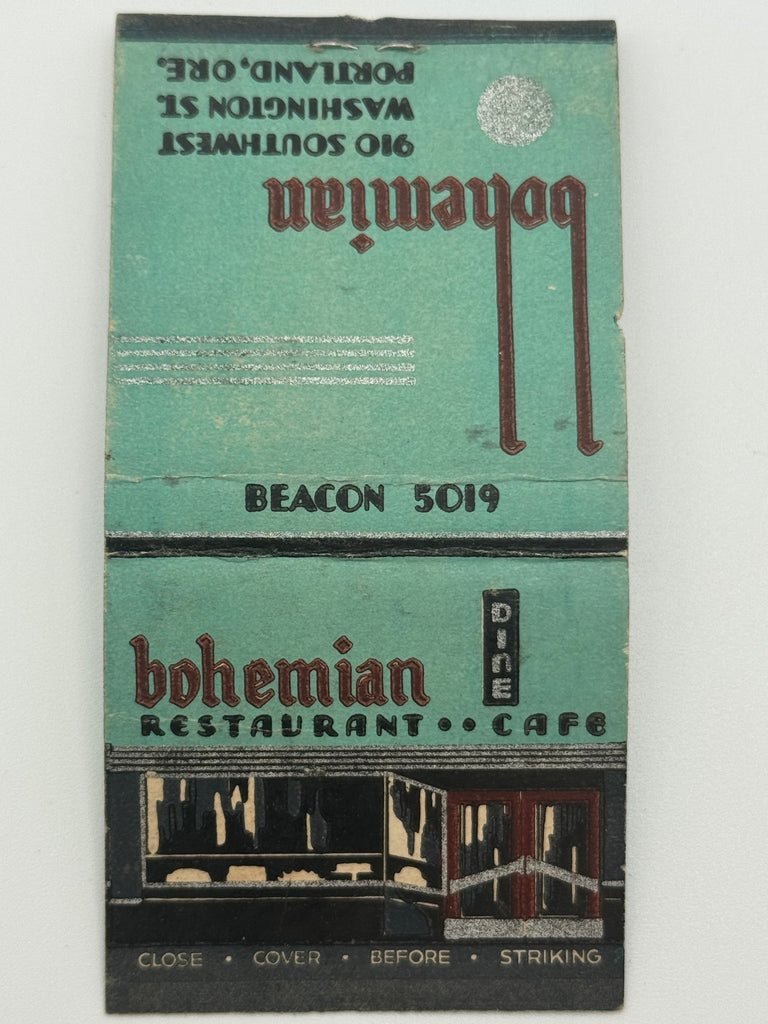 bohemian
910 SOUTHWEST
WASHINGTON ST.
PORTLAND, ORE.
BEACON 5019
DINE
bohemian
RESTAURANT •• CAFE
CLOSE • COVER • BEFORE • STRIKING